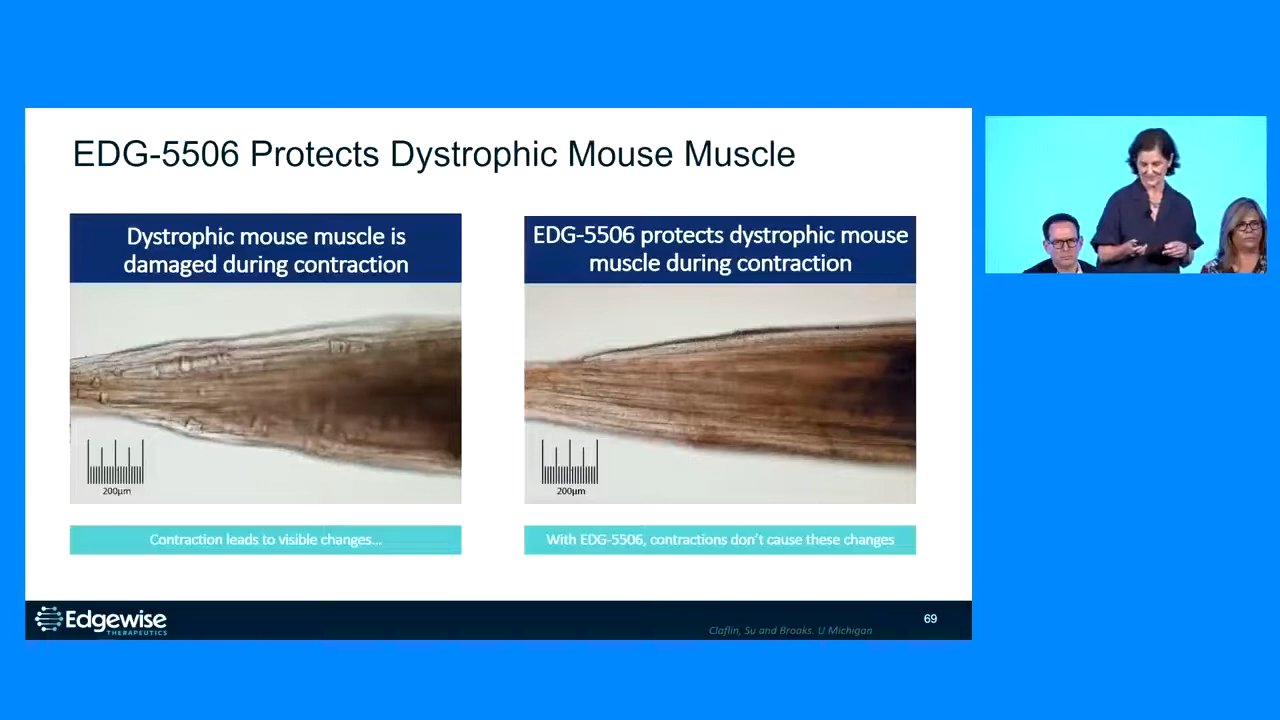 EDG-5506 Protects Dystrophic Mouse Muscle
Dystrophic mouse muscle is
damaged during contraction
EDG-5506 protects dystrophic mouse
muscle during contraction
200µm
200µm
Contraction leads to visible changes...
With EDG-5506, contractions don't cause these changes
Edgewise
THERAPEUTICS
Claflin, Su and Brooks. U Michigan
69